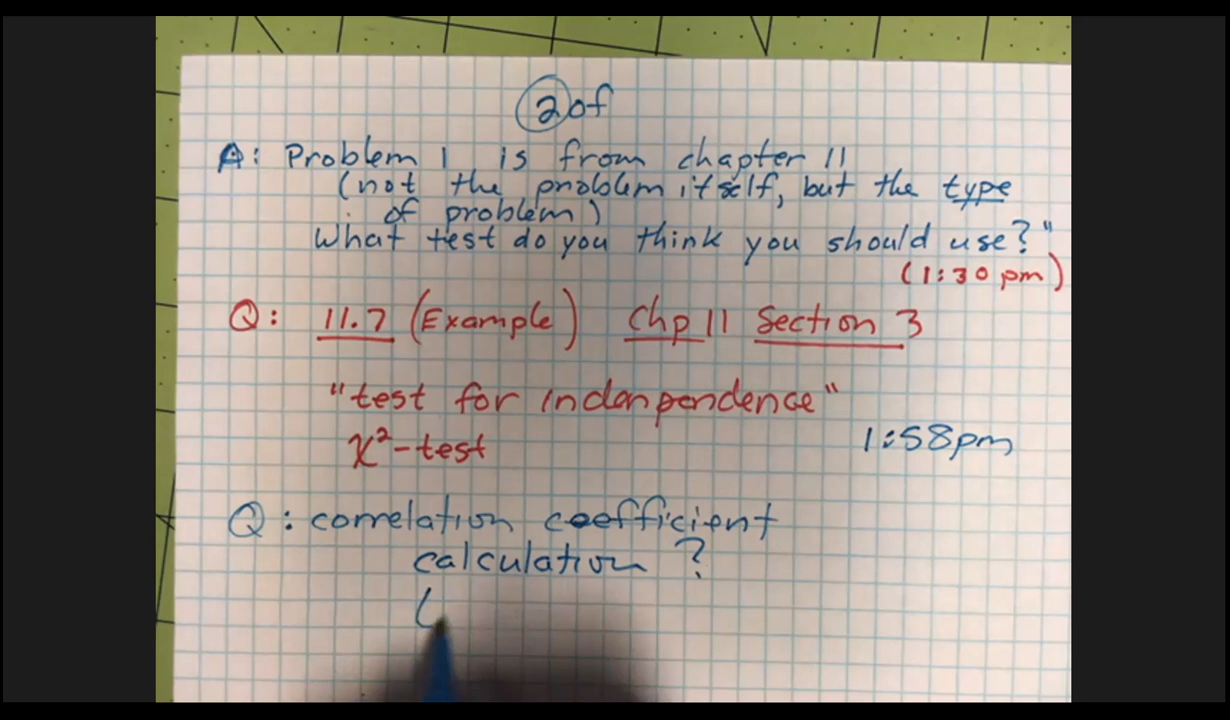 2 of
A: Problem 1 is from chapter 11
(not the problem itself, but the type
of problem)
What test do you think you should use?"
(1:30 pm)
Q: 11.7 (Example) Chp 11 Section 3
"test for indenpendence"
χ²-test
1:58pm
Q: correlation coefficient
calculation ?
(